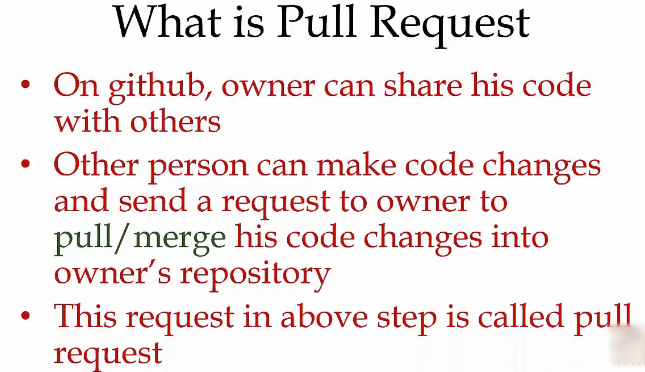 What is Pull Request
• On github, owner can share his code
with others
• Other person can make code changes
and send a request to owner to
pull/merge his code changes into
owner's repository
• This request in above step is called pull
request